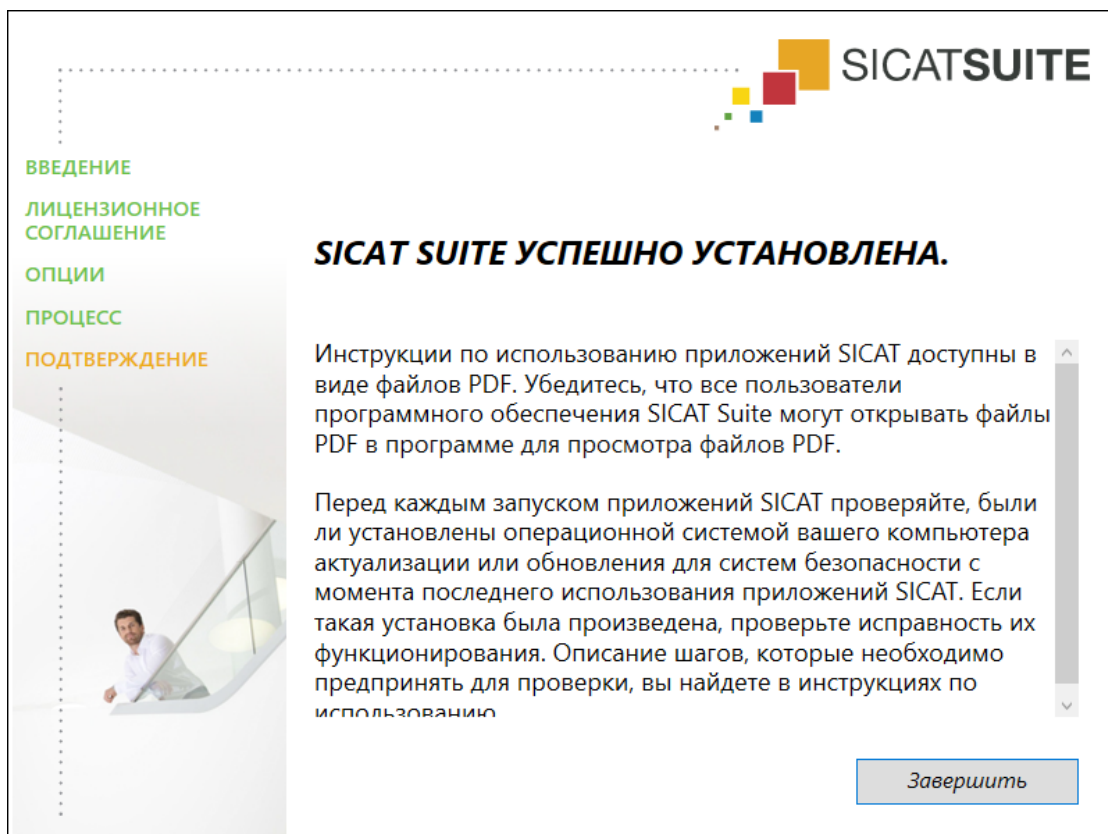 SICATSUITE
ВВЕДЕНИЕ
ЛИЦЕНЗИОННОЕ
СОГЛАШЕНИЕ
ОПЦИИ
ПРОЦЕСС
ПОДТВЕРЖДЕНИЕ
SICAT SUITE УСПЕШНО УСТАНОВЛЕНА.
Инструкции по использованию приложений SICAT доступны в
виде файлов PDF. Убедитесь, что все пользователи
программного обеспечения SICAT Suite могут открывать файлы
PDF в программе для просмотра файлов PDF.
Перед каждым запуском приложений SICAT проверяйте, были
ли установлены операционной системой вашего компьютера
актуализации или обновления для систем безопасности с
момента последнего использования приложений SICAT. Если
такая установка была произведена, проверьте исправность их
функционирования. Описание шагов, которые необходимо
предпринять для проверки, вы найдете в инструкциях по
использованию
Завершить